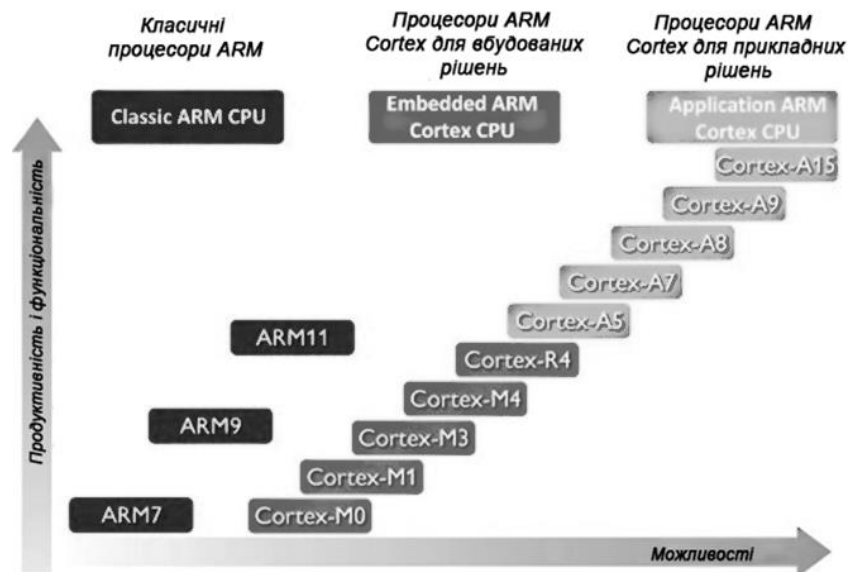 Класичні
процесори ARM
Процесори ARM
Cortex для вбудованих
рішень
Процесори ARM
Cortex для прикладних
рішень
Classic ARM CPU
Embedded ARM
Cortex CPU
Application ARM
Cortex CPU
Продуктивність і функціональність
Cortex-A15
Cortex-A9
Cortex-A8
Cortex-A7
Cortex-A5
ARM11
Cortex-R4
Cortex-M4
ARM9
Cortex-M3
Cortex-M1
ARM7
Cortex-M0
Можливості